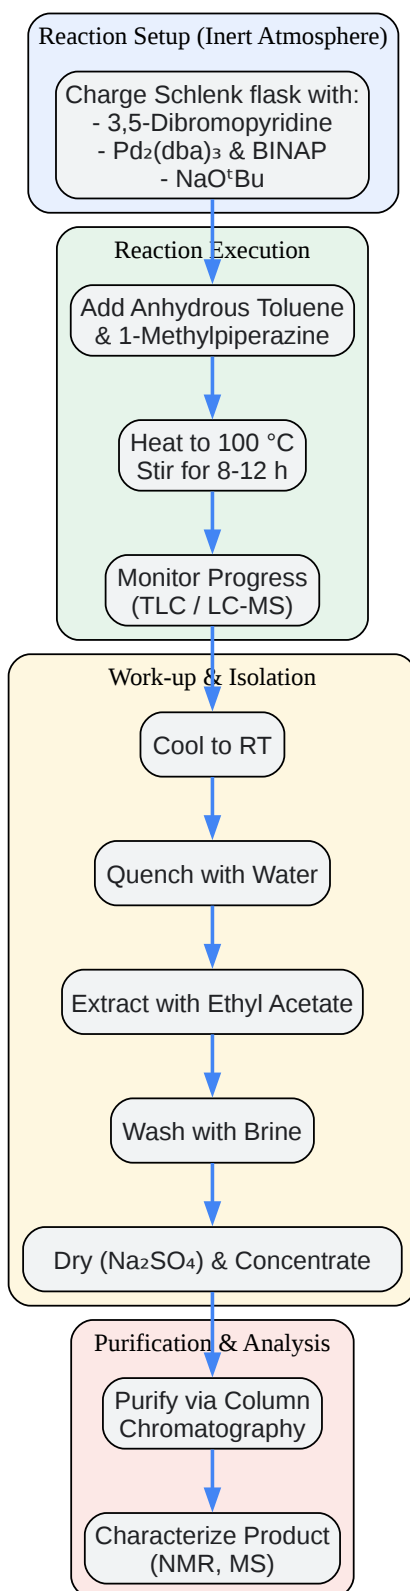 Reaction Setup (Inert Atmosphere)
Charge Schlenk flask with:
- 3,5-Dibromopyridine
- Pd₂(dba)₃ & BINAP
- NaOᵗBu
Reaction Execution
Add Anhydrous Toluene
& 1-Methylpiperazine
Heat to 100 °C
Stir for 8-12 h
Monitor Progress
(TLC / LC-MS)
Work-up & Isolation
Cool to RT
Quench with Water
Extract with Ethyl Acetate
Wash with Brine
Dry (Na₂SO₄) & Concentrate
Purification & Analysis
Purify via Column
Chromatography
Characterize Product
(NMR, MS)